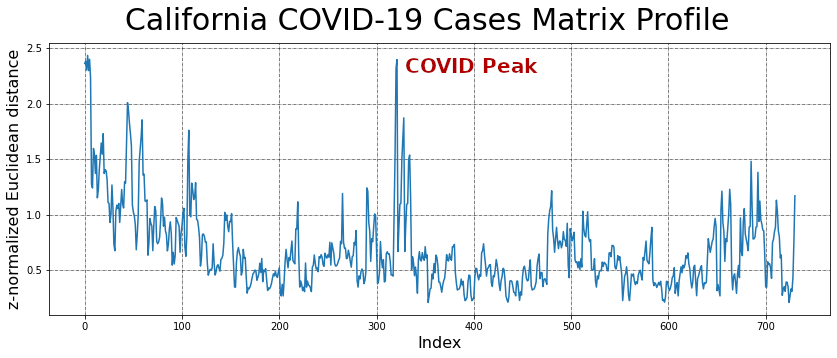 California COVID-19 Cases Matrix Profile
z-normalized Euclidean distance
2.5
2.0
1.5
1.0
0.5
COVID Peak
0 100 200 300 400 500 600 700
Index